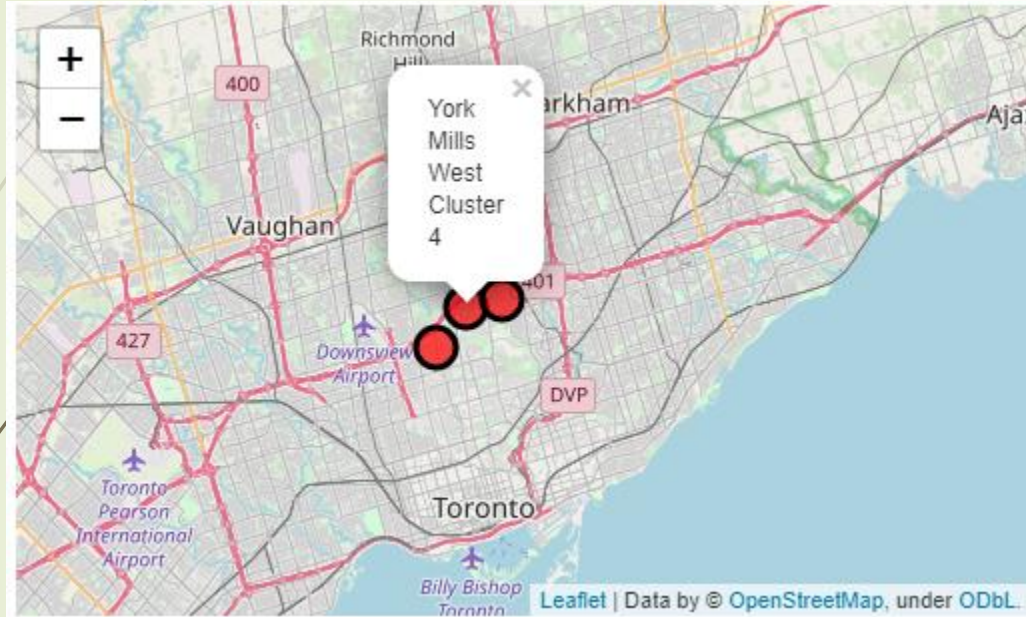 +
−
Richmond
Hill
400
×
York
Mills
West
Cluster
4
arkham
Aja
Vaughan
401
427
Downsview
Airport
DVP
Toronto
Pearson
International
Airport
Toronto
Billy Bishop
Toronto
Leaflet | Data by © OpenStreetMap, under ODbL.